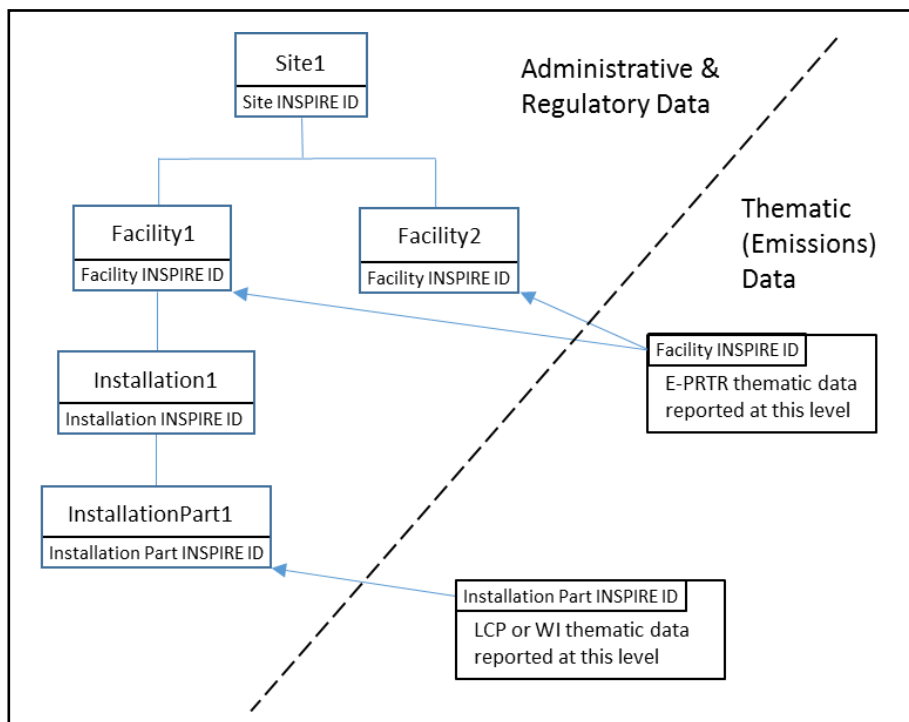 Site1
Site INSPIRE ID
Administrative &
Regulatory Data
Facility1
Facility INSPIRE ID
Facility2
Facility INSPIRE ID
Thematic
(Emissions)
Data
Installation1
Installation INSPIRE ID
Facility INSPIRE ID
E-PRTR thematic data
reported at this level
InstallationPart1
Installation Part INSPIRE ID
Installation Part INSPIRE ID
LCP or WI thematic data
reported at this level